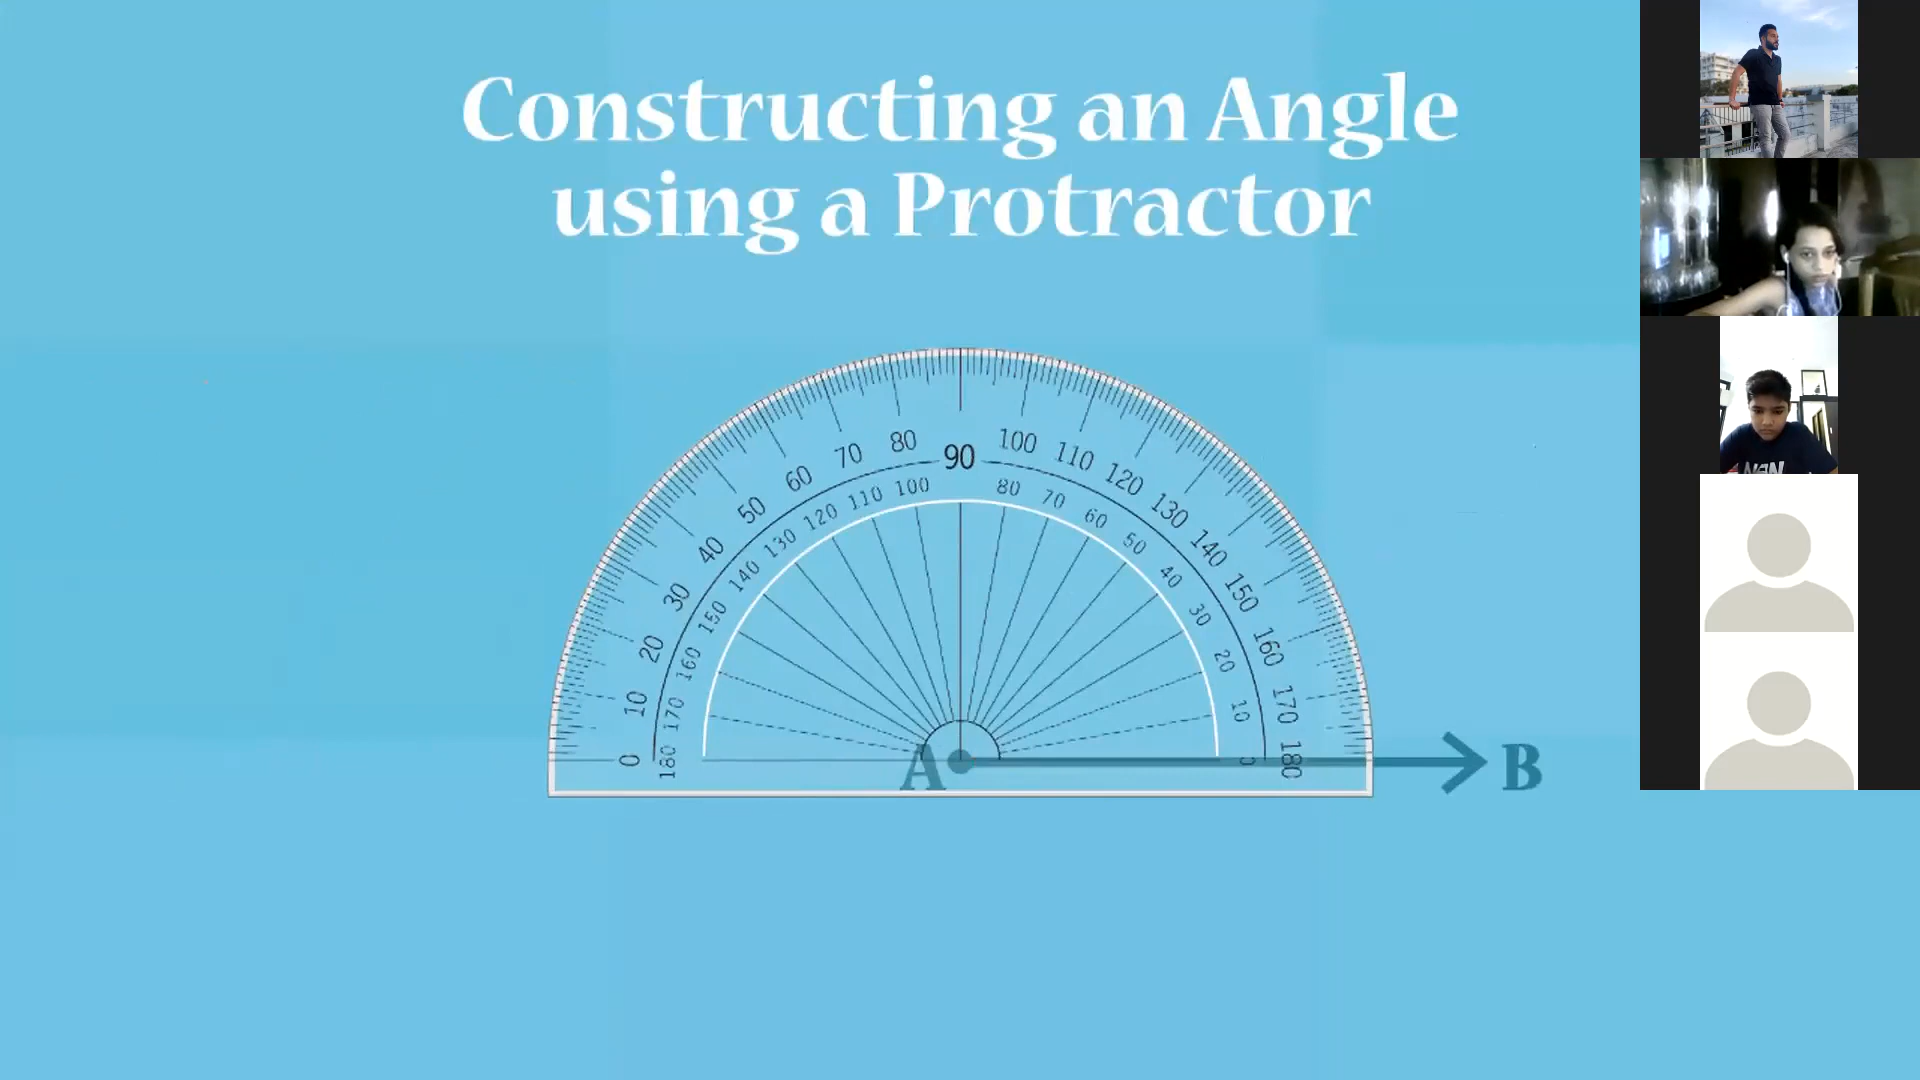 Constructing an Angle
using a Protractor
0 10 20 30 40 50 60 70 80 90 100 110 120 130 140 150 160 170 180
180 170 160 150 140 130 120 110 100 80 70 60 50 40 30 20 10 0
A B